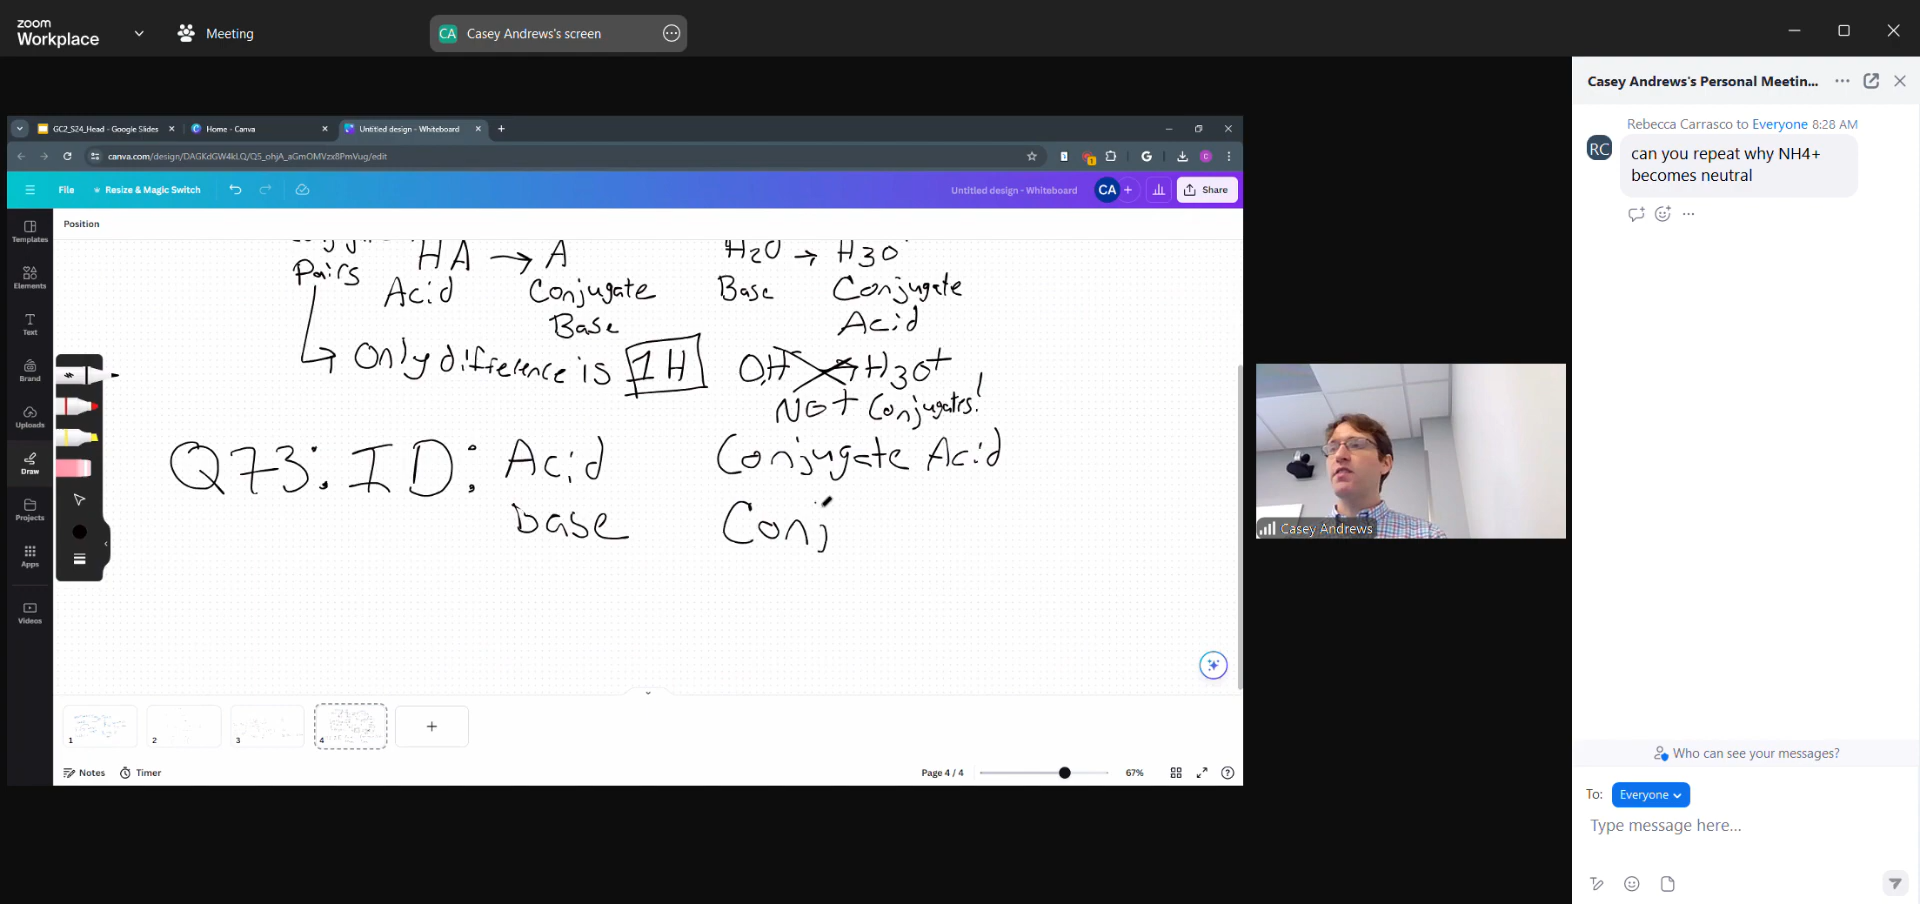 zoom
Workplace
Meeting
CA Casey Andrews's screen
Casey Andrews's Personal Meetin...
Rebecca Carrasco to Everyone 8:28 AM
RC
can you repeat why NH4+
becomes neutral
GC2_S24_Head - Google Slides
Home - Canva
Untitled design - Whiteboard
canva.com/design/DAGKdGW4kLQ/Q5_ohjA_aGmOMVzx8PmVug/edit
File
Resize & Magic Switch
Untitled design - Whiteboard
CA
Share
Position
Templates
Elements
Text
Brand
Uploads
Draw
Projects
Apps
Videos
Pairs
HA → A
H2O → H3O
Acid
Conjugate
Base
Base
Conjugate
Acid
Only difference is 1H
OH → H3O+
NOT Conjugates!
Q73: ID: Acid
Conjugate Acid
base
Conj
Casey Andrews
1
2
3
4
Notes
Timer
Page 4 / 4
67%
Who can see your messages?
To: Everyone
Type message here...